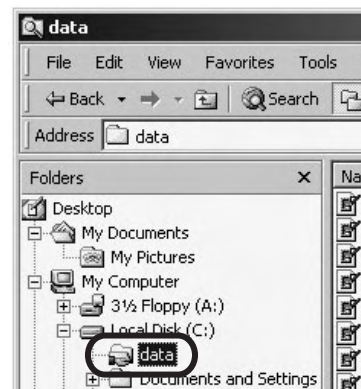 data
File Edit View Favorites Tools
Back Search
Address data
Folders
Na
Desktop
My Documents
My Pictures
My Computer
3½ Floppy (A:)
Local Disk (C:)
data
Documents and Settings